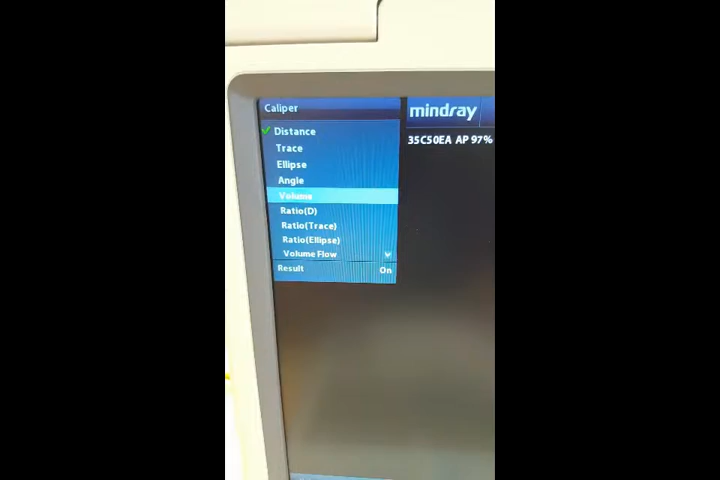 Caliper
Distance
Trace
Ellipse
Angle
Volume
Ratio(D)
Ratio(Trace)
Ratio(Ellipse)
Volume Flow
Result On
mindray
35C50EA AP 97%